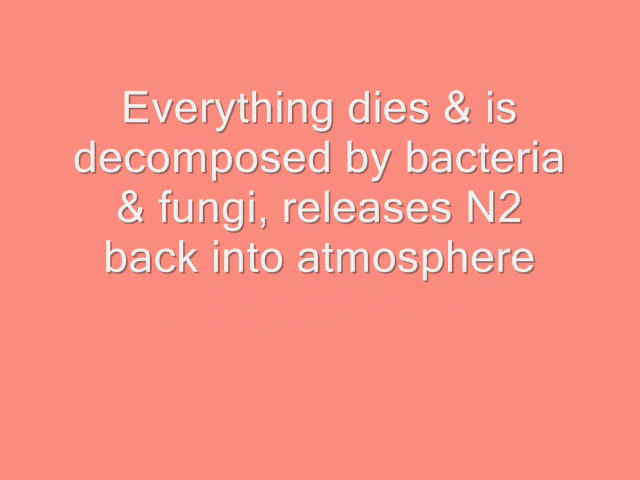 Everything dies & is
decomposed by bacteria
& fungi, releases N2
back into atmosphere